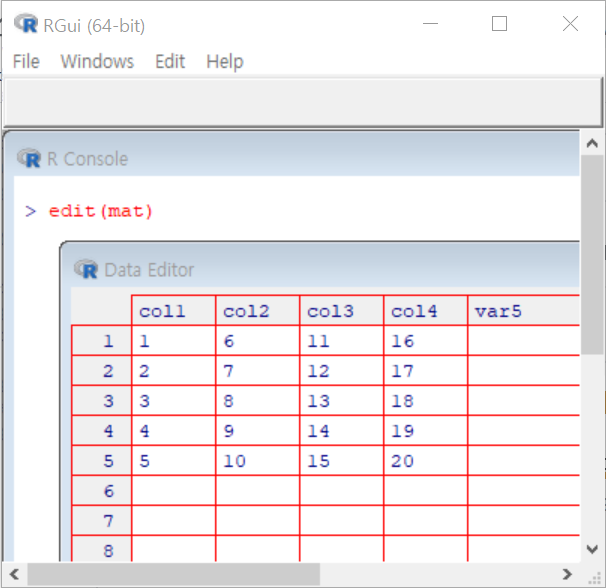 RGui (64-bit)
File Windows Edit Help
R Console
> edit(mat)
Data Editor
col1 col2 col3 col4 var5
1 1 6 11 16
2 2 7 12 17
3 3 8 13 18
4 4 9 14 19
5 5 10 15 20
6
7
8